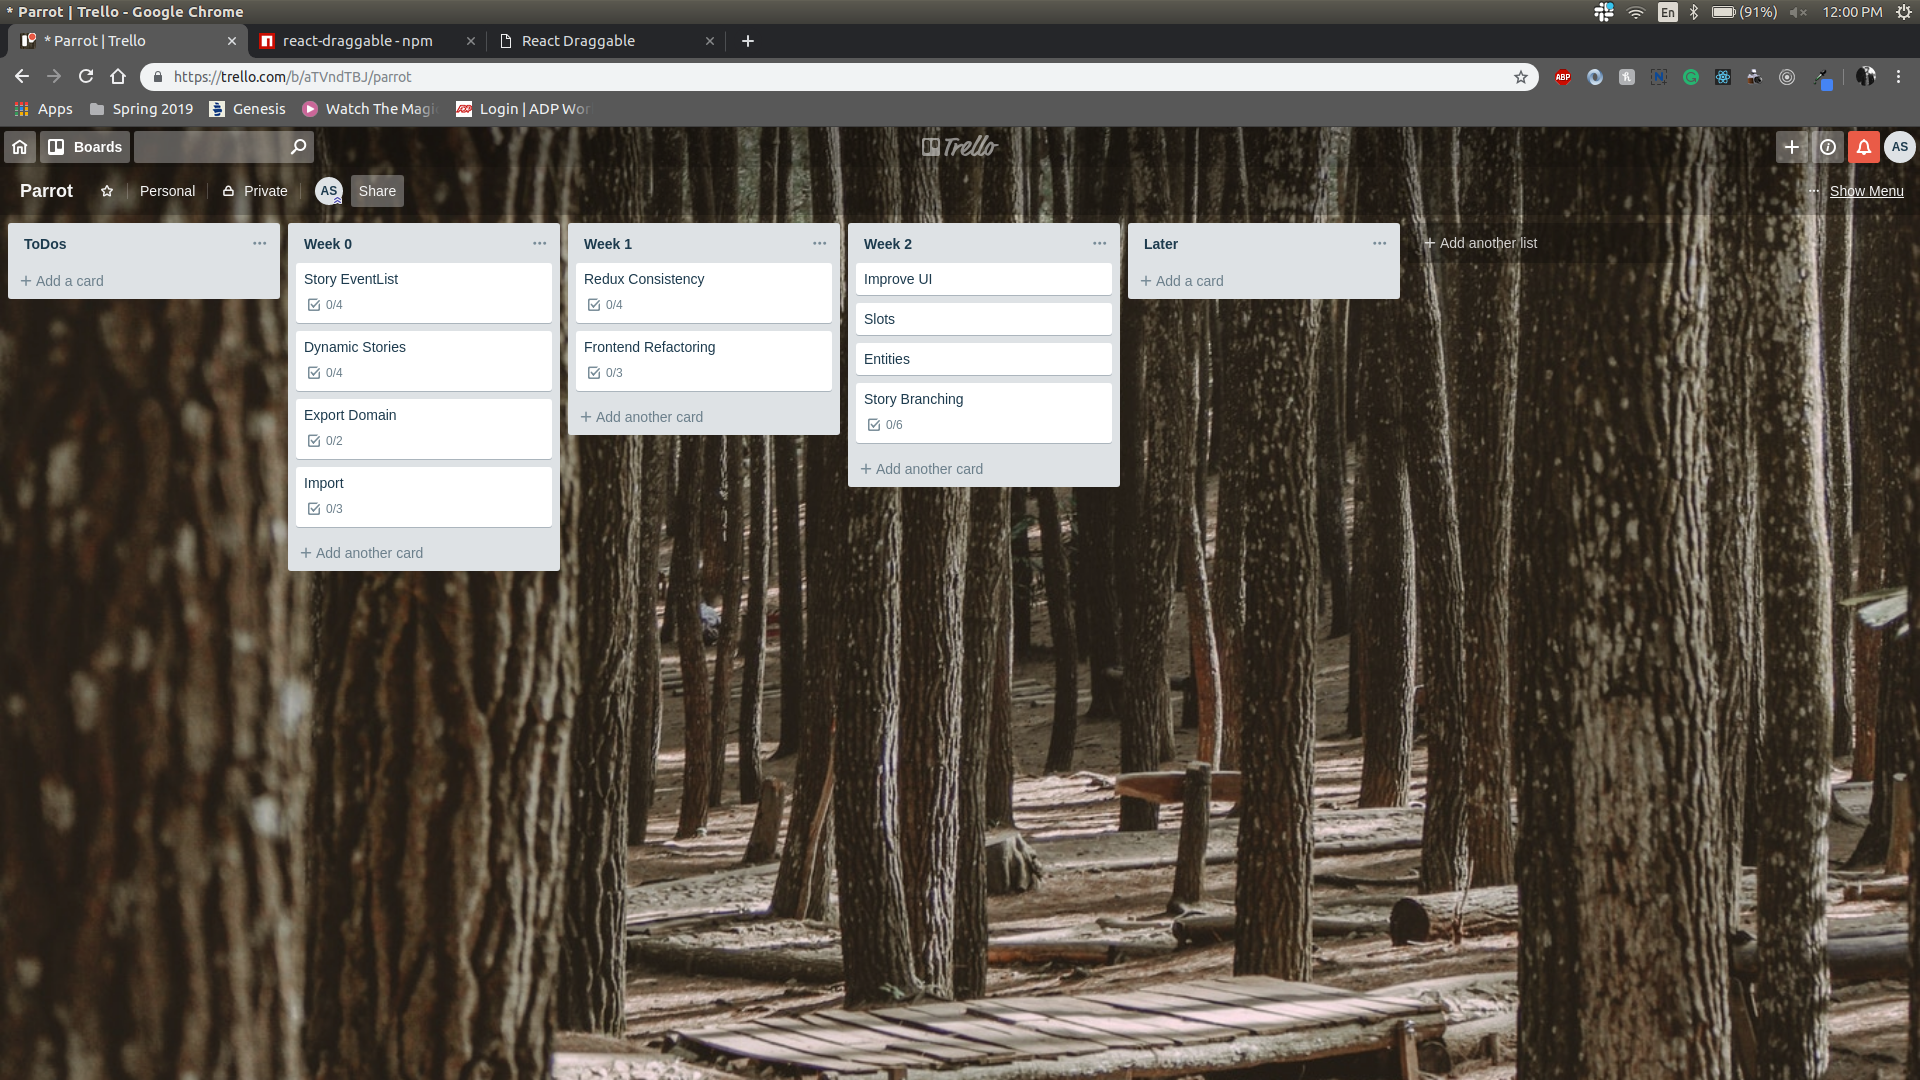 * Parrot | Trello - Google Chrome
En
(91%)
12:00 PM
* Parrot | Trello
react-draggable - npm
React Draggable
https://trello.com/b/aTVndTBJ/parrot
ABP
Apps
Spring 2019
Genesis
Watch The Magi
Login | ADP Wor
Boards
Trello
AS
Parrot
Personal
Private
AS
Share
Show Menu
ToDos
Add a card
Week 0
Story EventList
0/4
Dynamic Stories
0/4
Export Domain
0/2
Import
0/3
Add another card
Week 1
Redux Consistency
0/4
Frontend Refactoring
0/3
Add another card
Week 2
Improve UI
Slots
Entities
Story Branching
0/6
Add another card
Later
Add a card
Add another list